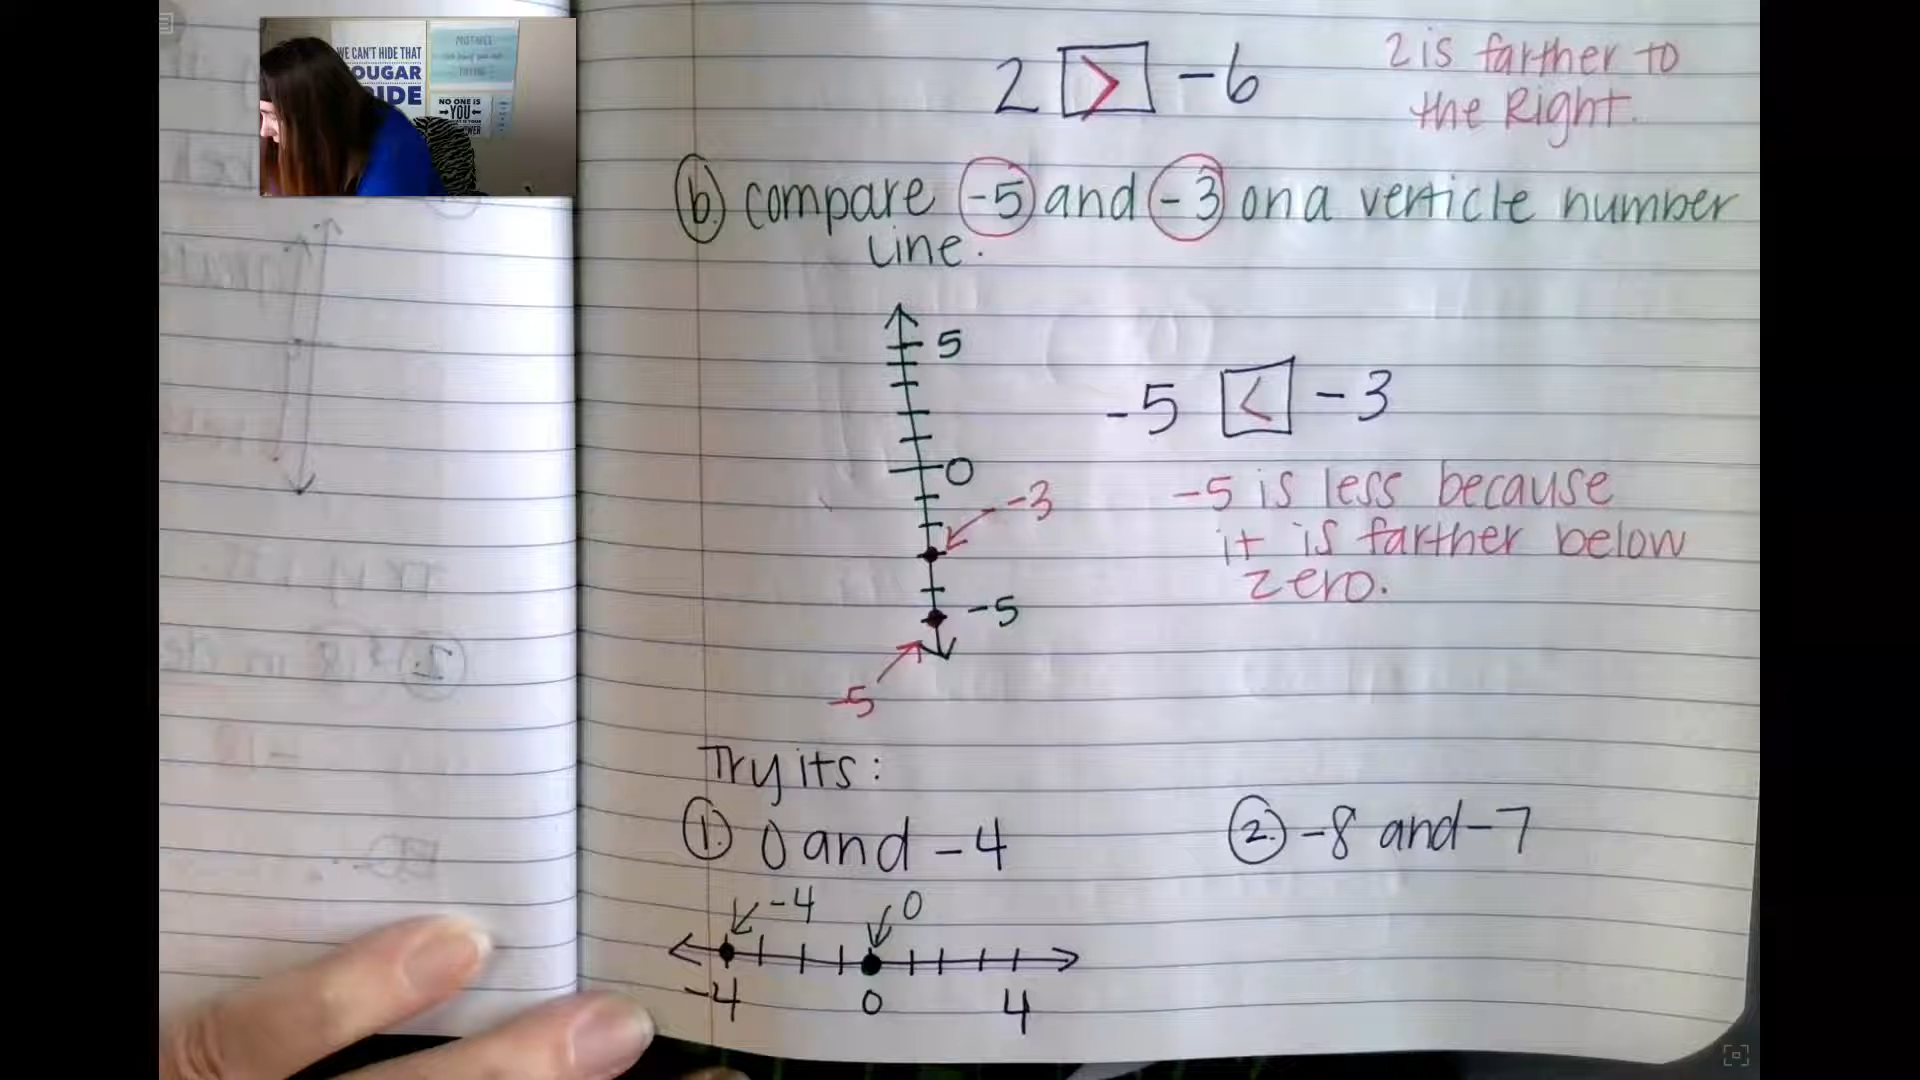 WE CAN'T HIDE THAT
COUGAR
PRIDE
MISTAKES
TRYING
NO ONE IS
YOU
2 > -6
2 is farther to
the Right.
b. compare -5 and -3 on a verticle number
line.
5
-5 < -3
0
-3
-5 is less because
it is farther below
zero.
-5
-5
Try its:
1. 0 and -4
2. -8 and -7
-4 0
-4 0 4